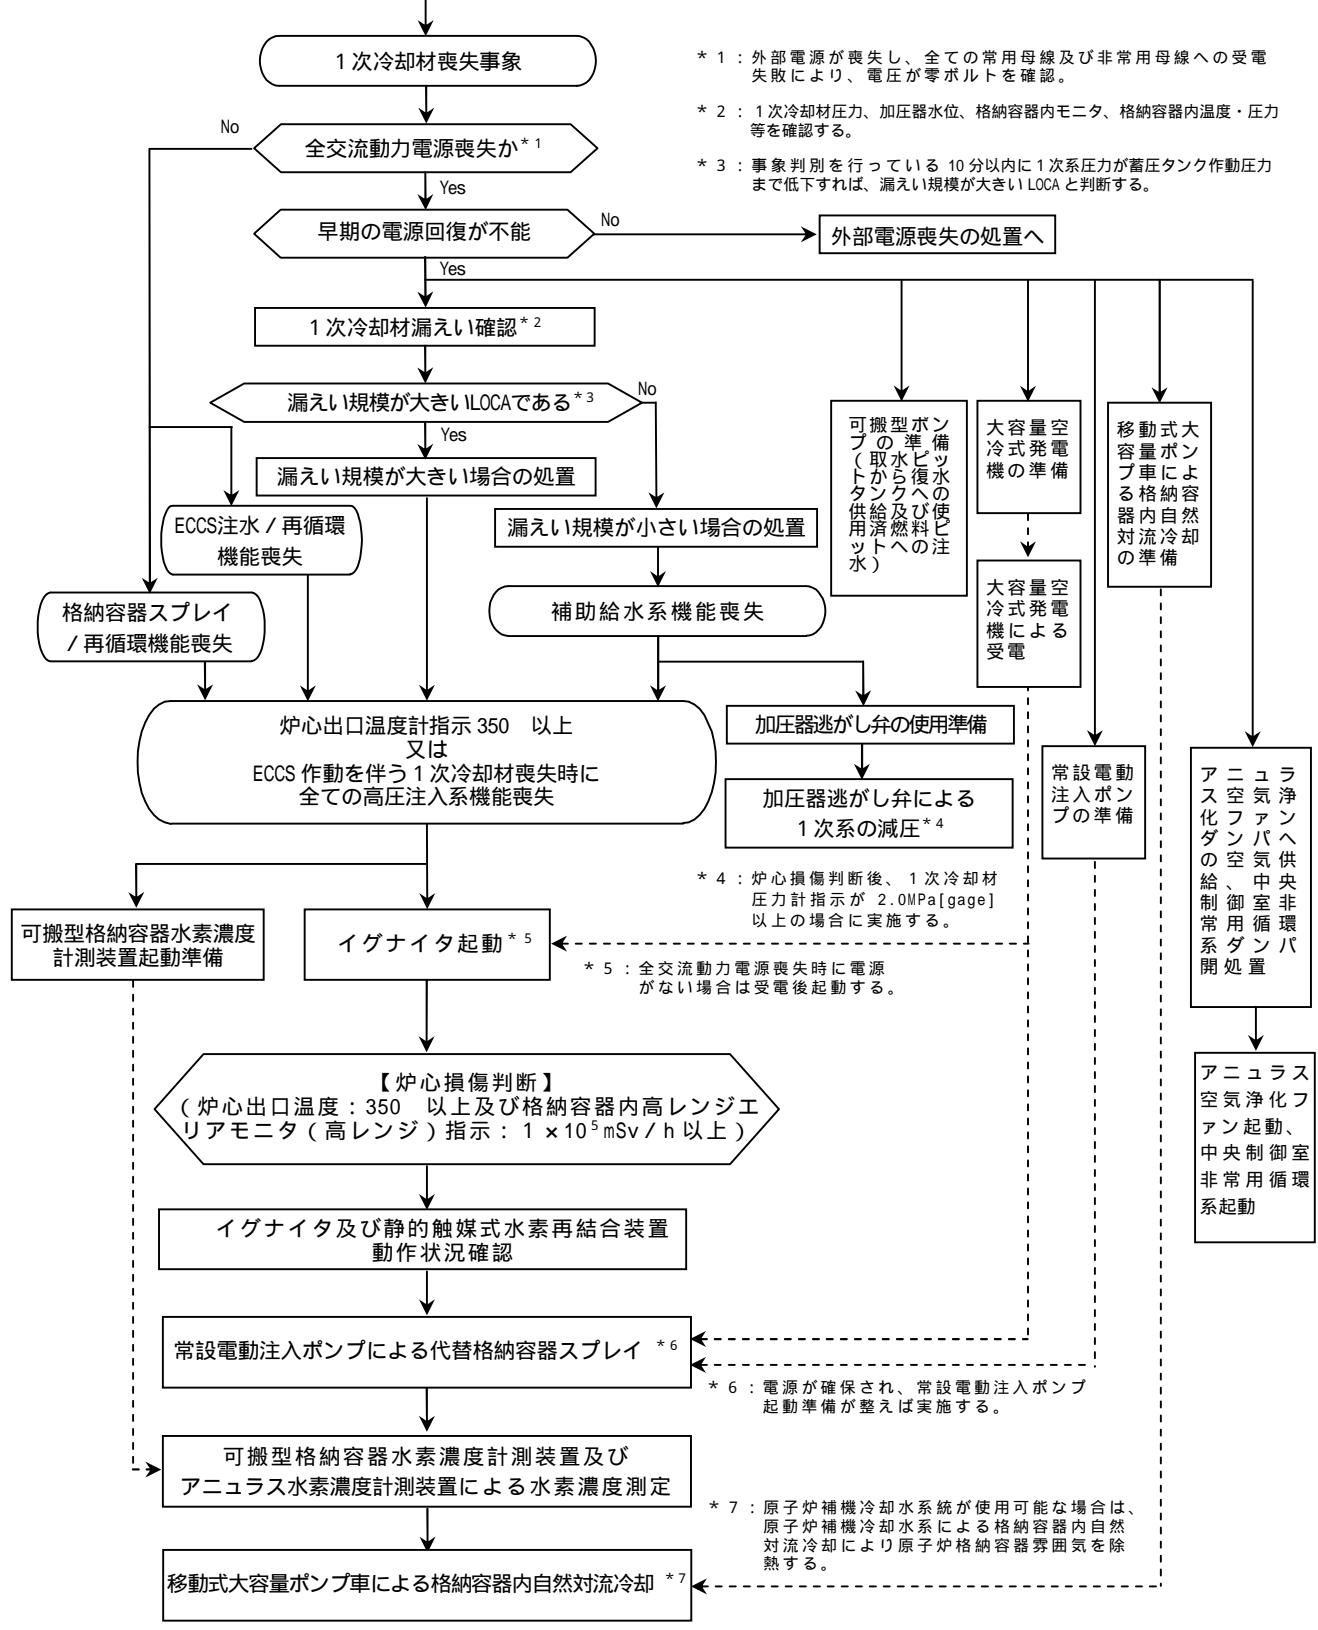 1次冷却材喪失事象
*1：外部電源が喪失し、全ての常用母線及び非常用母線への受電
失敗により、電圧が零ボルトを確認。
*2：1次冷却材圧力、加圧器水位、格納容器内モニタ、格納容器内温度・圧力
等を確認する。
*3：事象判別を行っている10分以内に1次系圧力が蓄圧タンク作動圧力
まで低下すれば、漏えい規模が大きいLOCAと判断する。
No
全交流動力電源喪失か*1
Yes
早期の電源回復が不能
No
外部電源喪失の処置へ
Yes
1次冷却材漏えい確認*2
漏えい規模が大きいLOCAである*3
No
Yes
漏えい規模が大きい場合の処置
漏えい規模が小さい場合の処置
ECCS注水／再循環
機能喪失
格納容器スプレイ
／再循環機能喪失
補助給水系機能喪失
可搬型ポン
プの準備
（取水ピッ
トから復水
タンクへの
供給及び使
用済燃料ピ
ットへの注
水）
大容量空
冷式発電
機の準備
大容量空
冷式発電
機による
受電
移動式大
容量ポン
プ車によ
る格納容
器内自然
対流冷却
の準備
炉心出口温度計指示350　以上
又は
ECCS作動を伴う1次冷却材喪失時に
全ての高圧注入系機能喪失
加圧器逃がし弁の使用準備
加圧器逃がし弁による
1次系の減圧*4
常設電動
注入ポン
プの準備
アニュラ
ス空気浄
化ファン
ダンパへ
の空気供
給、中央
制御室非
常用循環
系ダンパ
開処置
*4：炉心損傷判断後、1次冷却材
圧力計指示が 2.0MPa[gage]
以上の場合に実施する。
可搬型格納容器水素濃度
計測装置起動準備
イグナイタ起動*5
*5：全交流動力電源喪失時に電源
がない場合は受電後起動する。
アニュラス
空気浄化フ
ァン起動、
中央制御室
非常用循環
系起動
【炉心損傷判断】
（炉心出口温度：350　以上及び格納容器内高レンジエ
リアモニタ（高レンジ）指示：1×10⁵mSv／h以上）
イグナイタ及び静的触媒式水素再結合装置
動作状況確認
常設電動注入ポンプによる代替格納容器スプレイ *6
*6：電源が確保され、常設電動注入ポンプ
起動準備が整えば実施する。
可搬型格納容器水素濃度計測装置及び
アニュラス水素濃度計測装置による水素濃度測定
*7：原子炉補機冷却水系統が使用可能な場合は、
原子炉補機冷却水系による格納容器内自然
対流冷却により原子炉格納容器雰囲気を除
熱する。
移動式大容量ポンプ車による格納容器内自然対流冷却 *7